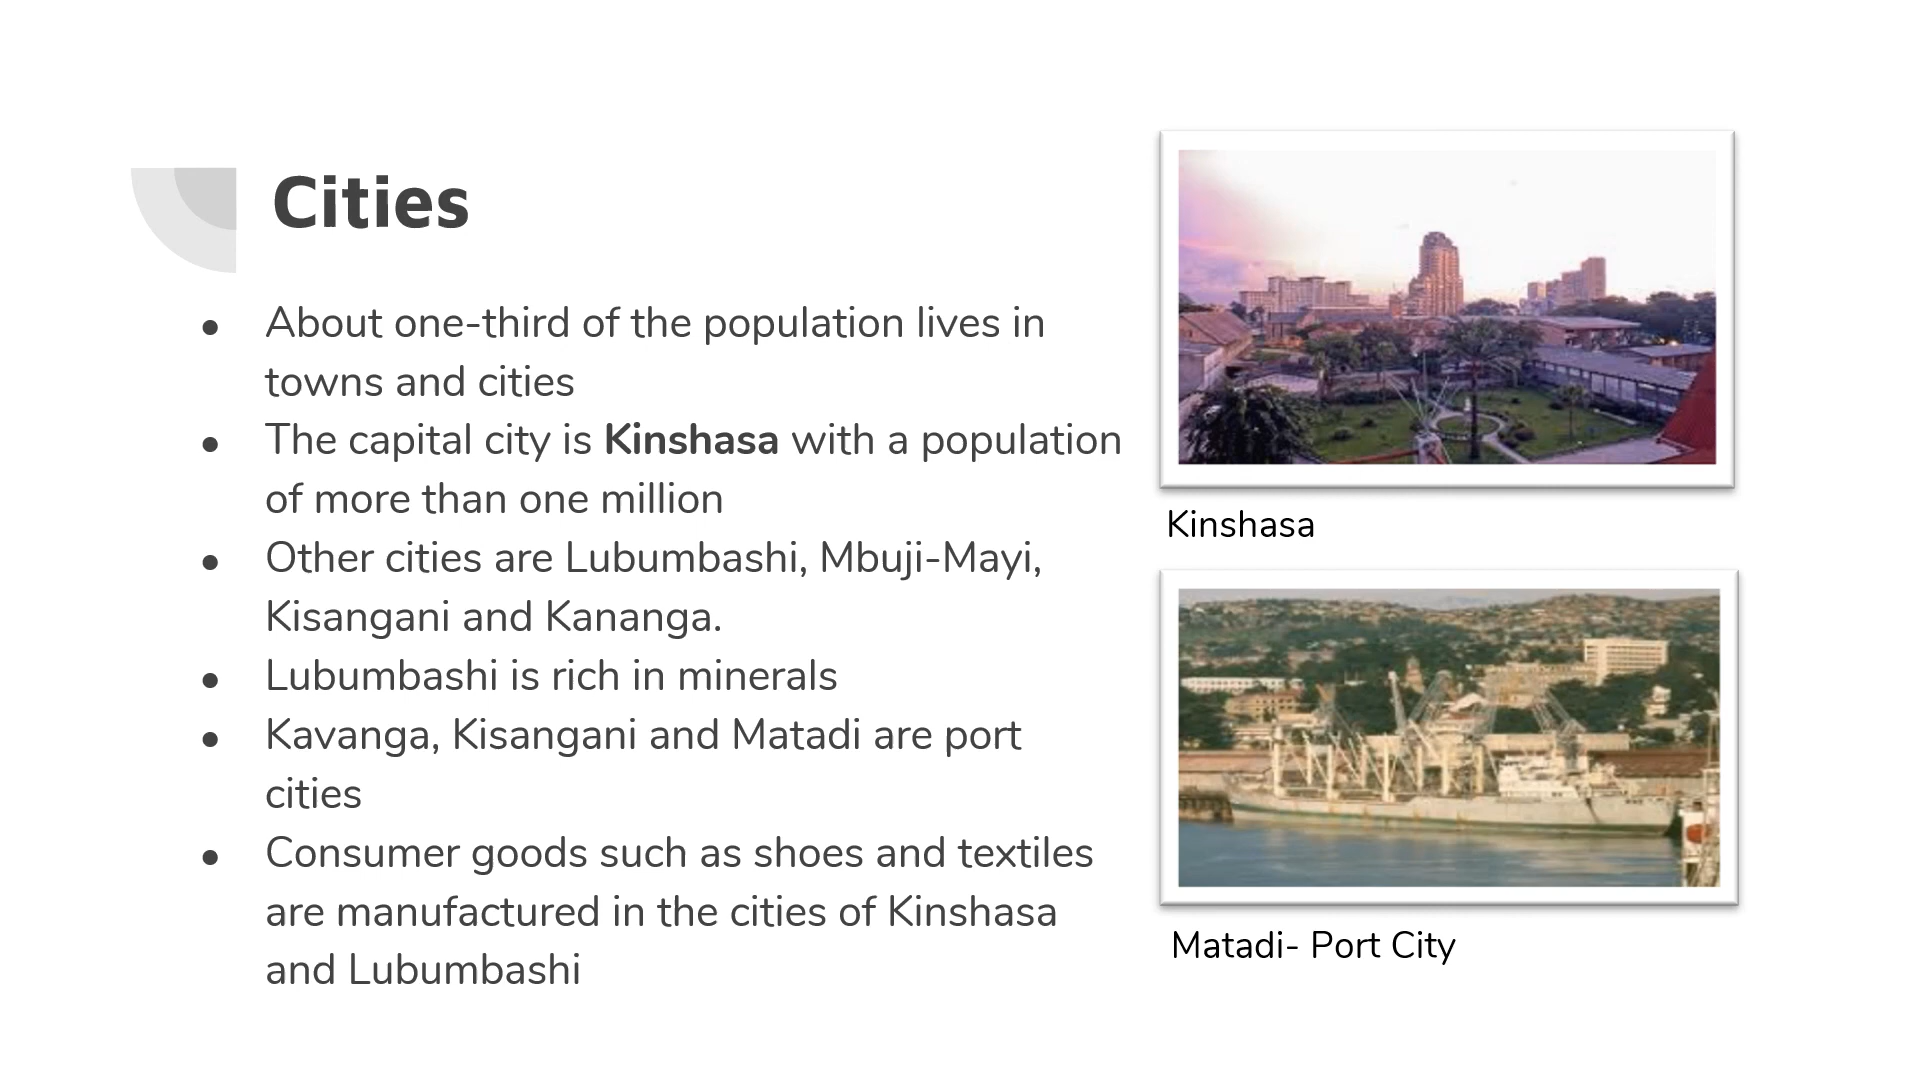 Cities
● About one-third of the population lives in
towns and cities
● The capital city is Kinshasa with a population
of more than one million
● Other cities are Lubumbashi, Mbuji-Mayi,
Kisangani and Kananga.
● Lubumbashi is rich in minerals
● Kavanga, Kisangani and Matadi are port
cities
● Consumer goods such as shoes and textiles
are manufactured in the cities of Kinshasa
and Lubumbashi
Kinshasa
Matadi- Port City